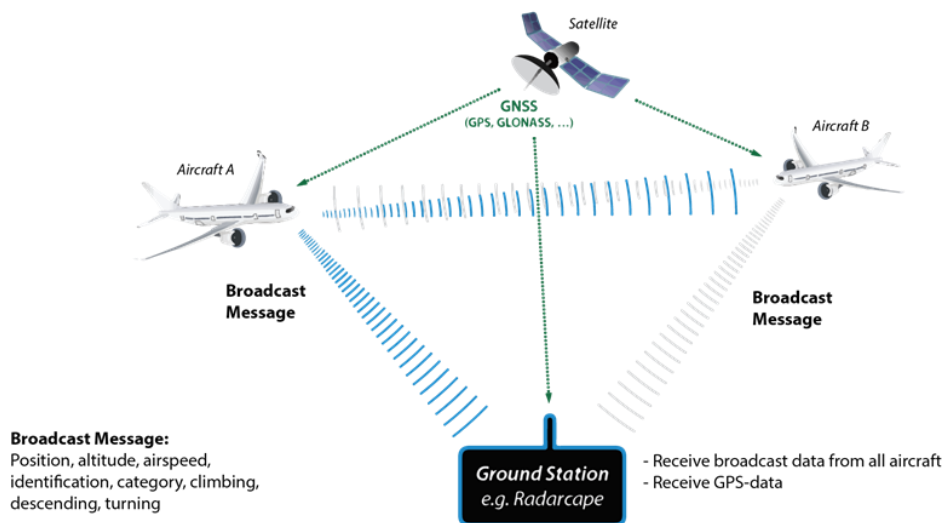 Satellite
GNSS
(GPS, GLONASS, ...)
Aircraft A
Aircraft B
Broadcast
Message
Broadcast
Message
Broadcast Message:
Position, altitude, airspeed,
identification, category, climbing,
descending, turning
Ground Station
e.g. Radarcape
- Receive broadcast data from all aircraft
- Receive GPS-data